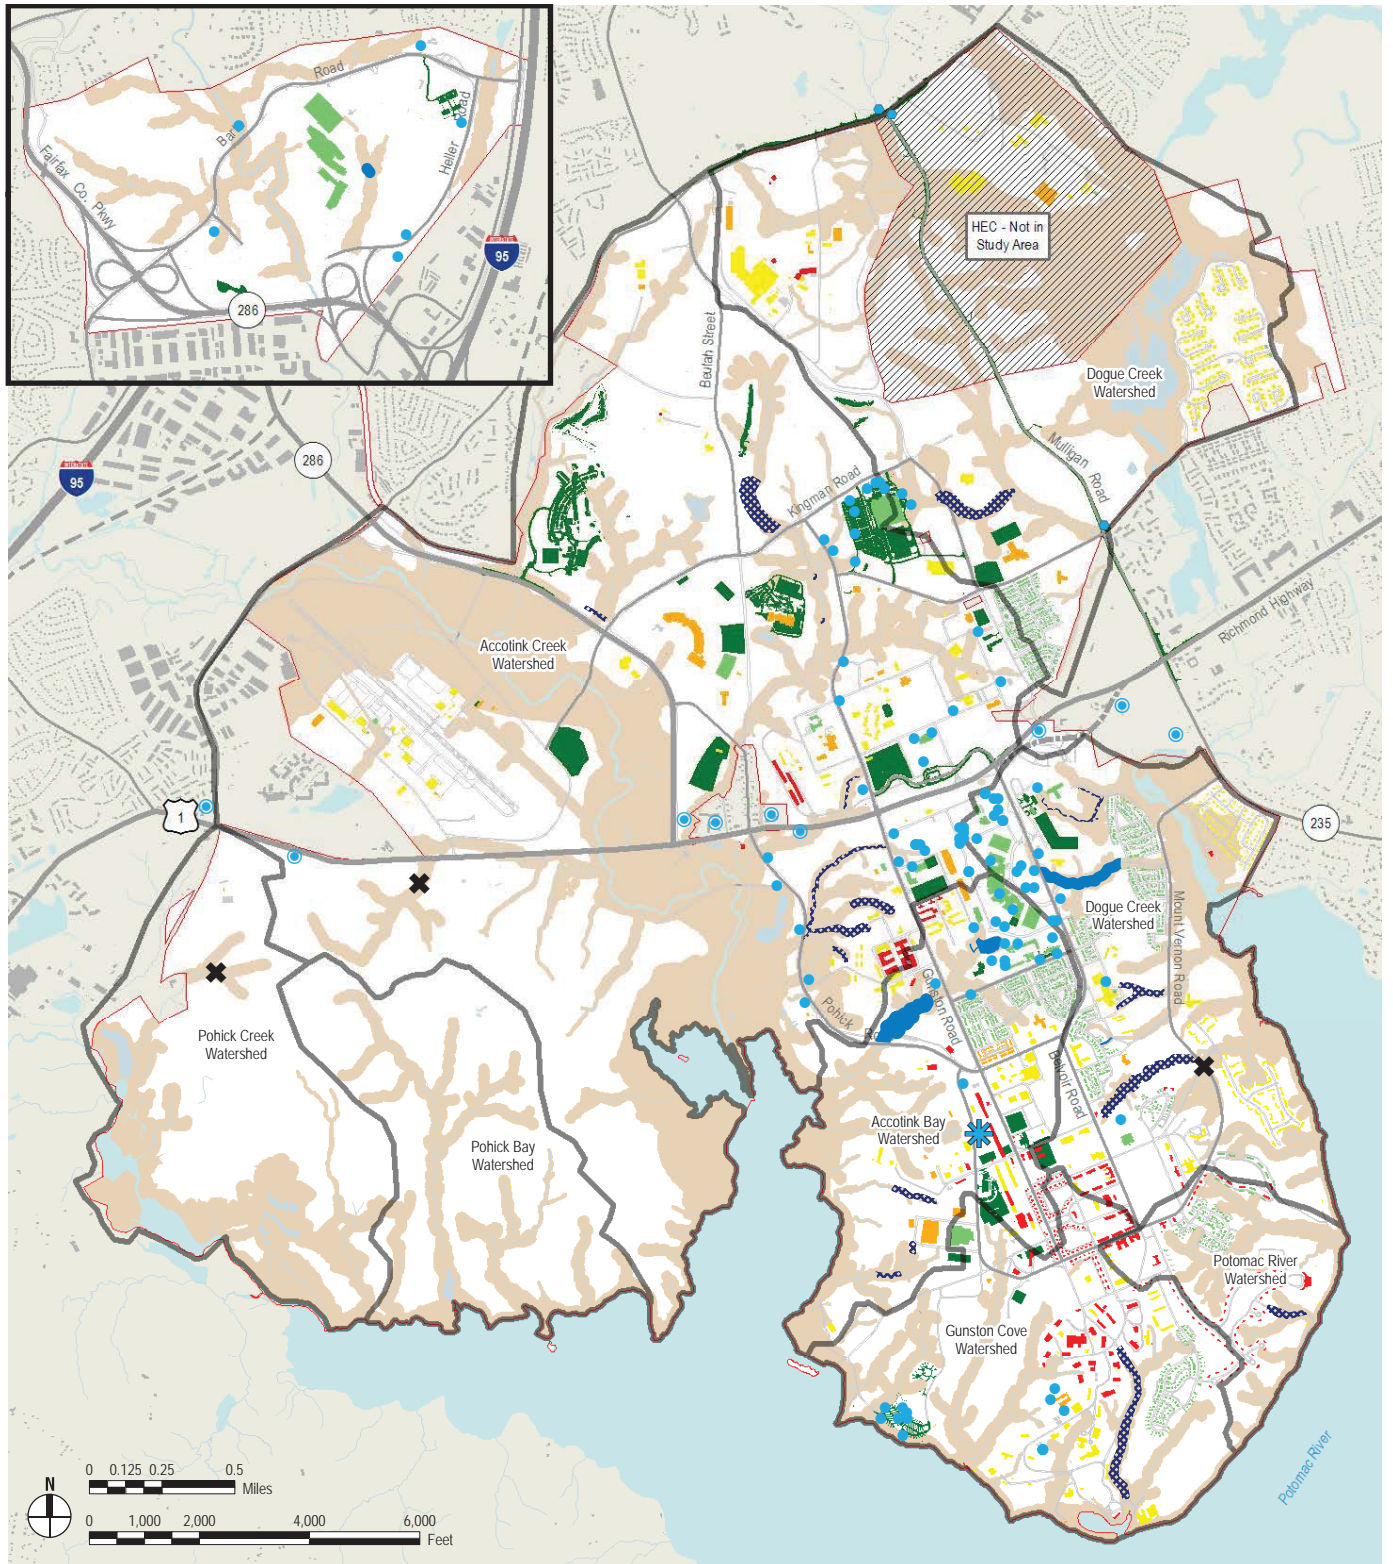 Road
Bar
Heller Road
Fairfax Co. Pkwy
INTERSTATE
95
286
HEC - Not in
Study Area
Beulah Street
Dogue Creek
Watershed
286
INTERSTATE
95
Kingman Road
Mulligan Road
Richmond Highway
Accotink Creek
Watershed
1
235
Dogue Creek
Watershed
Mount Vernon Road
Gunston Road
Pohick
Pohick Creek
Watershed
Belvoir Road
Accotink Bay
Watershed
Pohick Bay
Watershed
Potomac River
Watershed
Gunston Cove
Watershed
Potomac River
N
0 0.125 0.25 0.5
Miles
0 1,000 2,000 4,000 6,000
Feet